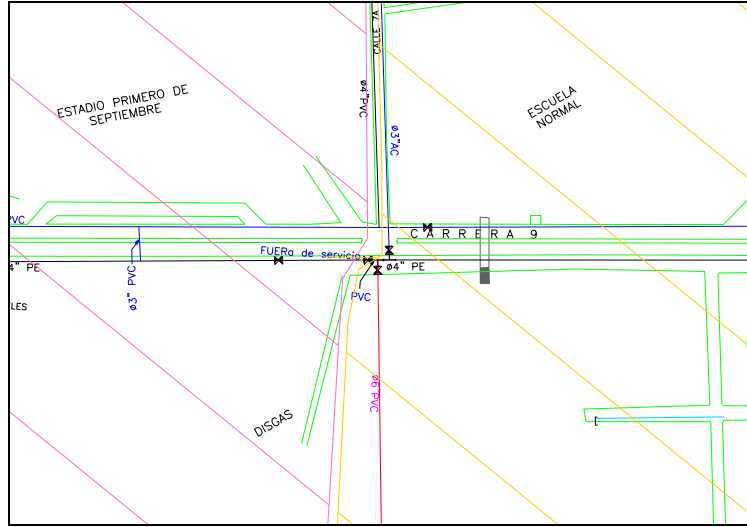 CALLE 7A
ø4"PVC
ESTADIO PRIMERO DE
SEPTIEMBRE
ESCUELA
NORMAL
ø3"AC
PVC
CARRERA 9
FUERa de servicio
4" PE
ø4" PE
ø3" PVC
PVC
LES
ø6"PVC
DISGAS